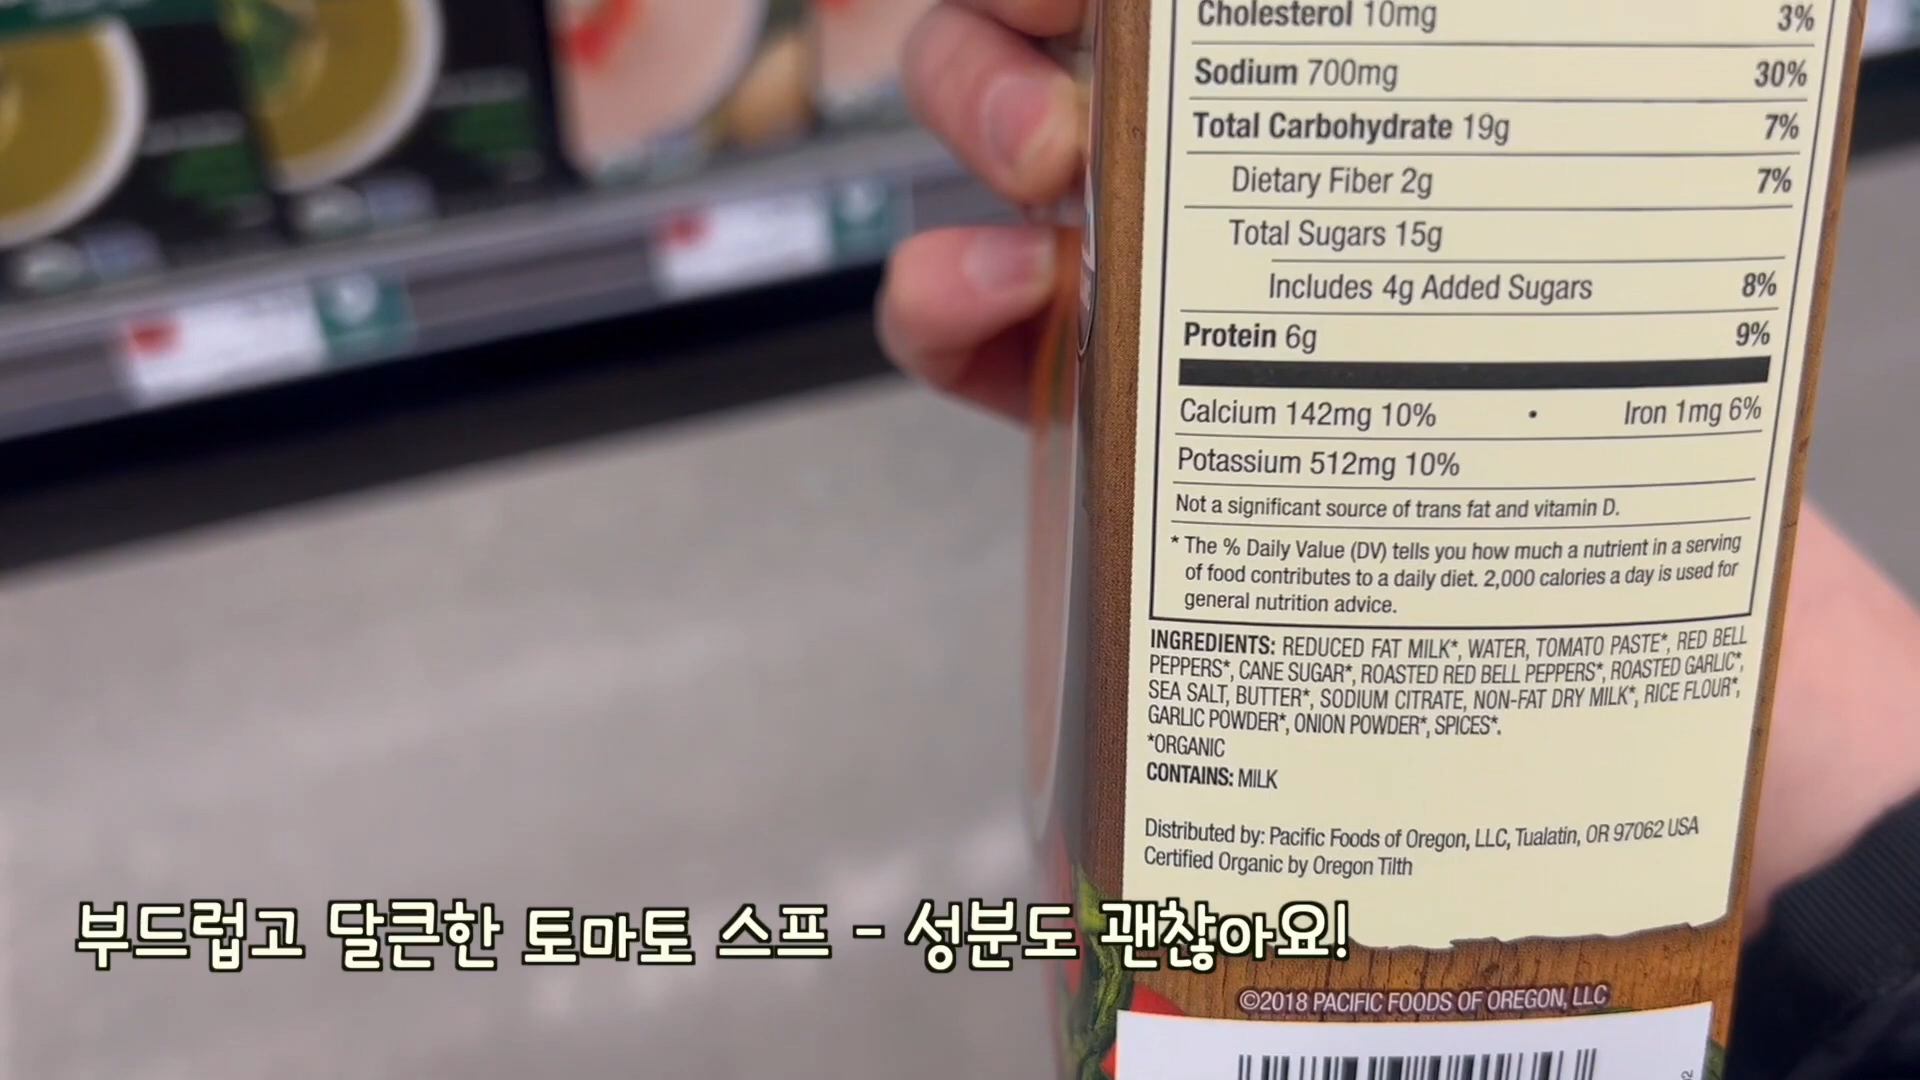 Cholesterol 10mg 3%
Sodium 700mg 30%
Total Carbohydrate 19g 7%
Dietary Fiber 2g 7%
Total Sugars 15g
Includes 4g Added Sugars 8%
Protein 6g 9%
Calcium 142mg 10% • Iron 1mg 6%
Potassium 512mg 10%
Not a significant source of trans fat and vitamin D.
* The % Daily Value (DV) tells you how much a nutrient in a serving
of food contributes to a daily diet. 2,000 calories a day is used for
general nutrition advice.
INGREDIENTS: REDUCED FAT MILK*, WATER, TOMATO PASTE*, RED BELL
PEPPERS*, CANE SUGAR*, ROASTED RED BELL PEPPERS*, ROASTED GARLIC*,
SEA SALT, BUTTER*, SODIUM CITRATE, NON-FAT DRY MILK*, RICE FLOUR*,
GARLIC POWDER*, ONION POWDER*, SPICES*.
*ORGANIC
CONTAINS: MILK
Distributed by: Pacific Foods of Oregon, LLC, Tualatin, OR 97062 USA
Certified Organic by Oregon Tilth
부드럽고 달큰한 토마토 스프 - 성분도 괜찮아요!
©2018 PACIFIC FOODS OF OREGON, LLC